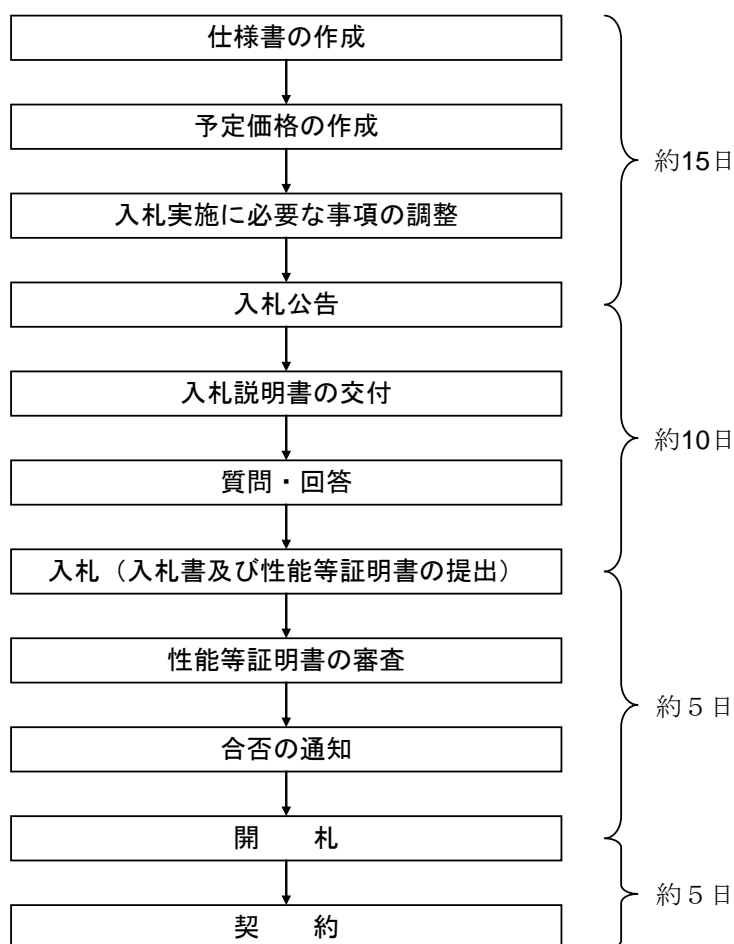 仕様書の作成
予定価格の作成
入札実施に必要な事項の調整
約15日
入札公告
入札説明書の交付
質問・回答
約10日
入札（入札書及び性能等証明書の提出）
性能等証明書の審査
約５日
合否の通知
開　　札
約５日
契　　約